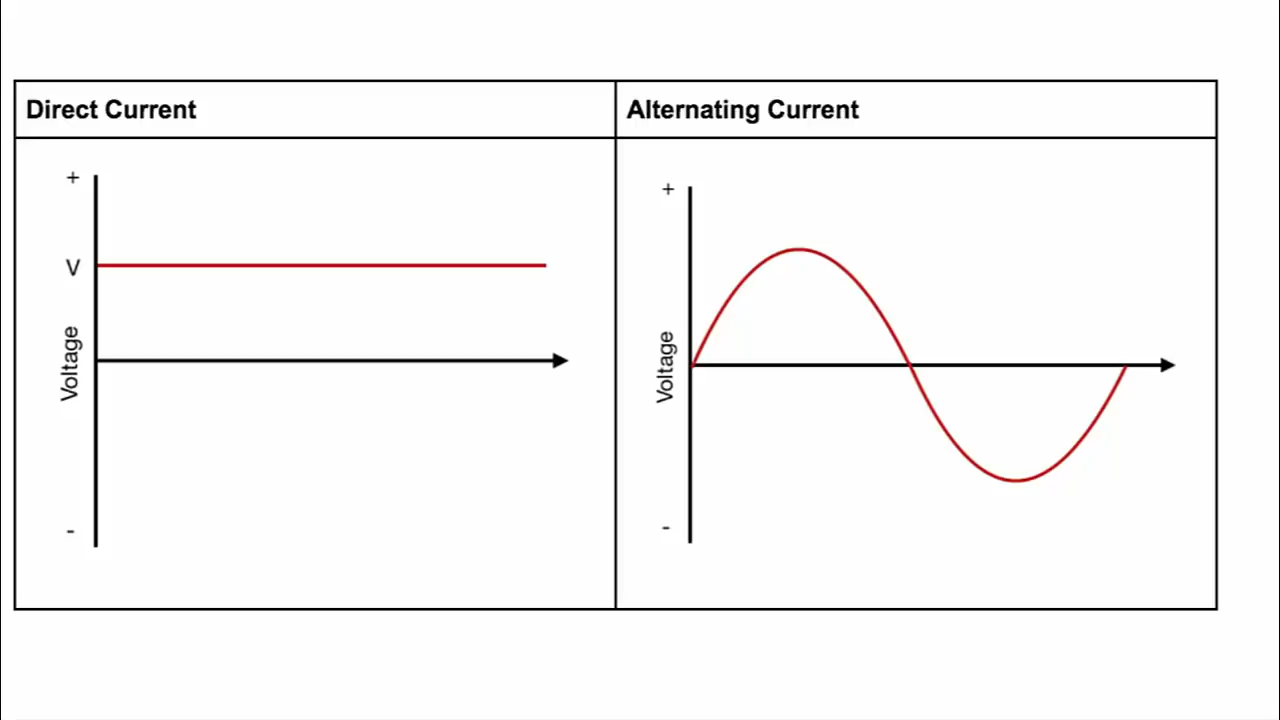 Direct Current
Alternating Current
+
V
Voltage
-
+
Voltage
-